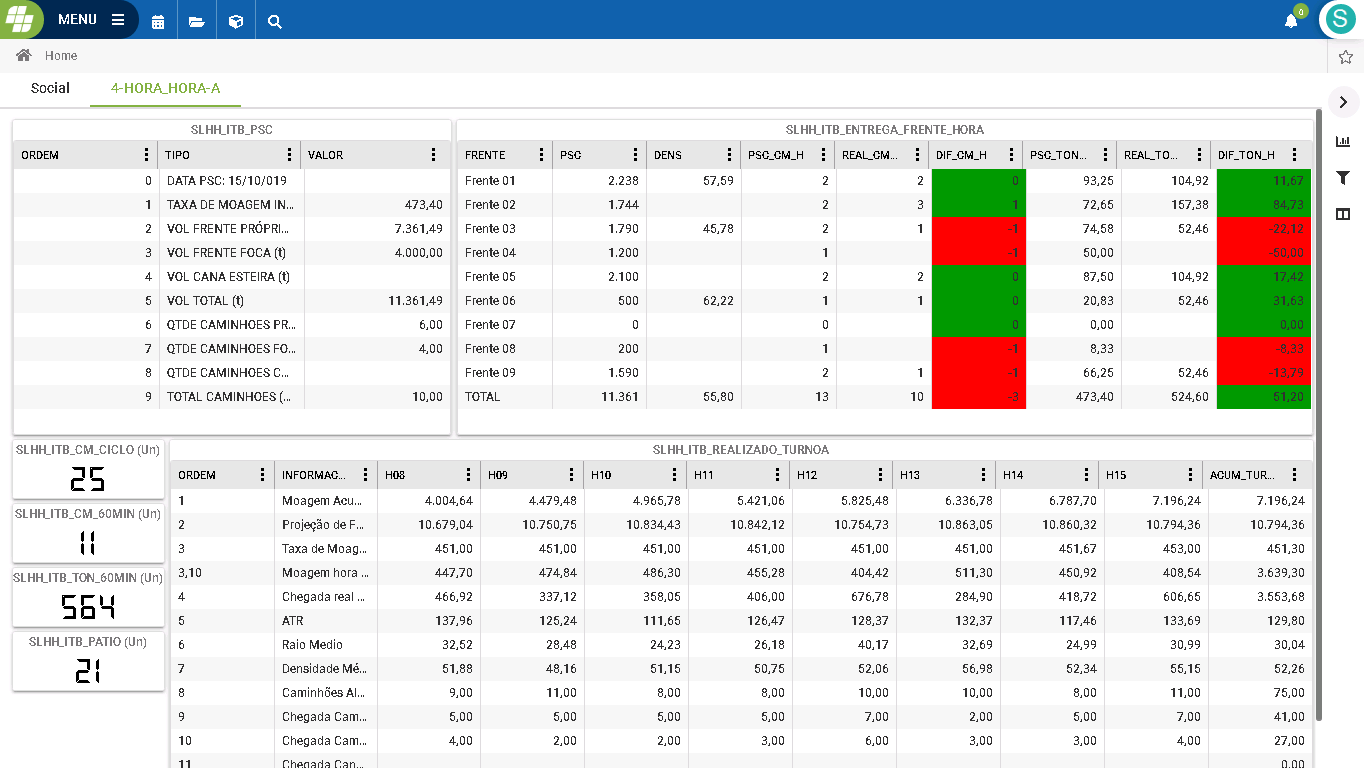 MENU
0
S
Home
Social 4-HORA_HORA-A
SLHH_ITB_PSC
ORDEM TIPO VALOR
0 DATA PSC: 15/10/019
1 TAXA DE MOAGEM IN... 473,40
2 VOL FRENTE PRÓPRI... 7.361,49
3 VOL FRENTE FOCA (t) 4.000,00
4 VOL CANA ESTEIRA (t)
5 VOL TOTAL (t) 11.361,49
6 QTDE CAMINHOES PR... 6,00
7 QTDE CAMINHOES FO... 4,00
8 QTDE CAMINHOES C...
9 TOTAL CAMINHOES (... 10,00
SLHH_ITB_ENTREGA_FRENTE_HORA
FRENTE PSC DENS PSC_CM_H REAL_CM... DIF_CM_H PSC_TON... REAL_TO... DIF_TON_H
Frente 01 2.238 57,59 2 2 0 93,25 104,92 11,67
Frente 02 1.744 2 3 1 72,65 157,38 84,73
Frente 03 1.790 45,78 2 1 -1 74,58 52,46 -22,12
Frente 04 1.200 1 -1 50,00 -50,00
Frente 05 2.100 2 2 0 87,50 104,92 17,42
Frente 06 500 62,22 1 1 0 20,83 52,46 31,63
Frente 07 0 0 0 0,00 0,00
Frente 08 200 1 -1 8,33 -8,33
Frente 09 1.590 2 1 -1 66,25 52,46 -13,79
TOTAL 11.361 55,80 13 10 -3 473,40 524,60 51,20
SLHH_ITB_CM_CICLO (Un)
25
SLHH_ITB_CM_60MIN (Un)
11
SLHH_ITB_TON_60MIN (Un)
564
SLHH_ITB_PATIO (Un)
21
SLHH_ITB_REALIZADO_TURNOA
ORDEM INFORMAC... H08 H09 H10 H11 H12 H13 H14 H15 ACUM_TUR...
1 Moagem Acu... 4.004,64 4.479,48 4.965,78 5.421,06 5.825,48 6.336,78 6.787,70 7.196,24 7.196,24
2 Projeção de F... 10.679,04 10.750,75 10.834,43 10.842,12 10.754,73 10.863,05 10.860,32 10.794,36 10.794,36
3 Taxa de Moag... 451,00 451,00 451,00 451,00 451,00 451,00 451,67 453,00 451,30
3,10 Moagem hora ... 447,70 474,84 486,30 455,28 404,42 511,30 450,92 408,54 3.639,30
4 Chegada real ... 466,92 337,12 358,05 406,00 676,78 284,90 418,72 606,65 3.553,68
5 ATR 137,96 125,24 111,65 126,47 128,37 132,37 117,46 133,69 129,80
6 Raio Medio 32,52 28,48 24,23 26,18 40,17 32,69 24,99 30,99 30,04
7 Densidade Mé... 51,88 48,16 51,15 50,75 52,06 56,98 52,34 55,15 52,26
8 Caminhões Al... 9,00 11,00 8,00 8,00 10,00 10,00 8,00 11,00 75,00
9 Chegada Cam... 5,00 5,00 5,00 5,00 7,00 2,00 5,00 7,00 41,00
10 Chegada Cam... 4,00 2,00 2,00 3,00 6,00 3,00 3,00 4,00 27,00
11 Chegada Can... 0,00